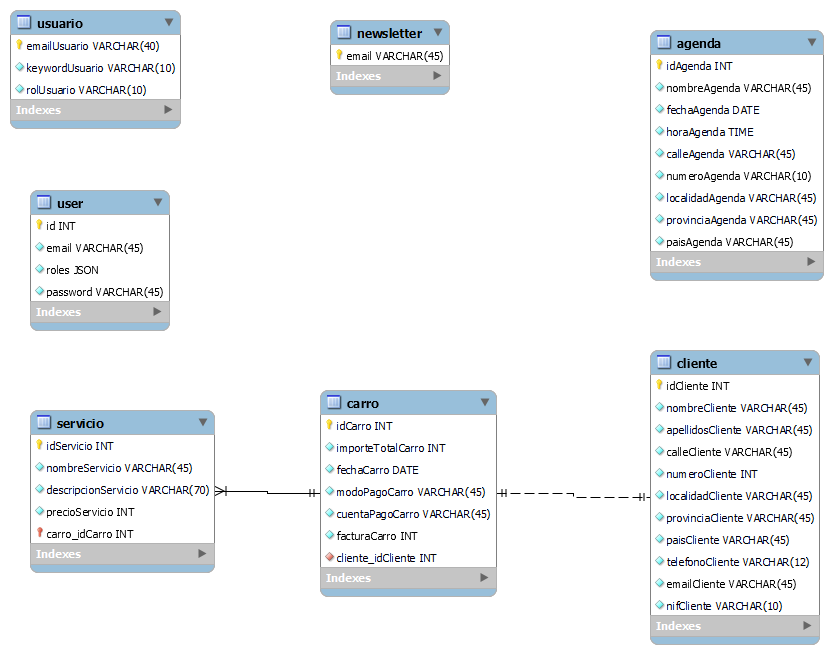 usuario
emailUsuario VARCHAR(40)
keywordUsuario VARCHAR(10)
rolUsuario VARCHAR(10)
Indexes
newsletter
email VARCHAR(45)
Indexes
agenda
idAgenda INT
nombreAgenda VARCHAR(45)
fechaAgenda DATE
horaAgenda TIME
calleAgenda VARCHAR(45)
numeroAgenda VARCHAR(10)
localidadAgenda VARCHAR(45)
provinciaAgenda VARCHAR(45)
paisAgenda VARCHAR(45)
Indexes
user
id INT
email VARCHAR(45)
roles JSON
password VARCHAR(45)
Indexes
servicio
idServicio INT
nombreServicio VARCHAR(45)
descripcionServicio VARCHAR(70)
precioServicio INT
carro_idCarro INT
Indexes
carro
idCarro INT
importeTotalCarro INT
fechaCarro DATE
modoPagoCarro VARCHAR(45)
cuentaPagoCarro VARCHAR(45)
facturaCarro INT
cliente_idCliente INT
Indexes
cliente
idCliente INT
nombreCliente VARCHAR(45)
apellidosCliente VARCHAR(45)
calleCliente VARCHAR(45)
numeroCliente INT
localidadCliente VARCHAR(45)
provinciaCliente VARCHAR(45)
paisCliente VARCHAR(45)
telefonoCliente VARCHAR(12)
emailCliente VARCHAR(45)
nifCliente VARCHAR(10)
Indexes